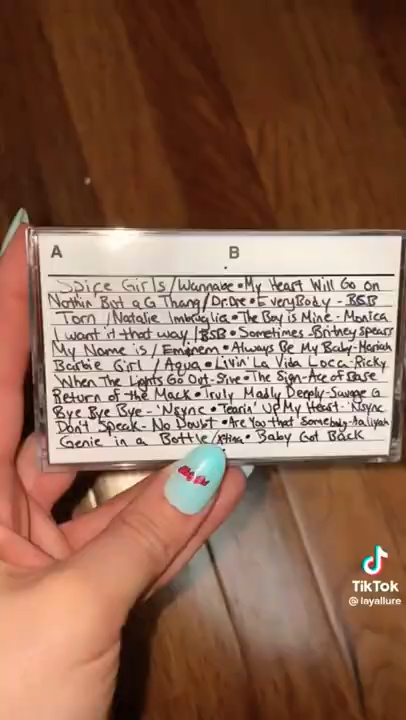 A B
Spice Girls/Wannabe • My Heart Will Go on
Nothin But a G Thang/Dr.Dre • EveryBody - BSB
Torn/Natalie Imbruglia • The Boy is Mine - Monica
I want it that way/BSB • Sometimes - Britney Spears
My Name is/Eminem • Always Be My Baby - Mariah
Barbie Girl/Aqua • Livin' La Vida Loca - Ricky
When The Lights Go Out - 5ive • The Sign - Ace of Base
Return of the Mack • Truly Madly Deeply - Savage G
Bye Bye Bye - 'Nsync • Tearin' Up My Heart - 'Nsync
Don't Speak - No Doubt • Are You that Somebody - Aaliyah
Genie in a Bottle/Xtina • Baby Got Back
TikTok
@layallure